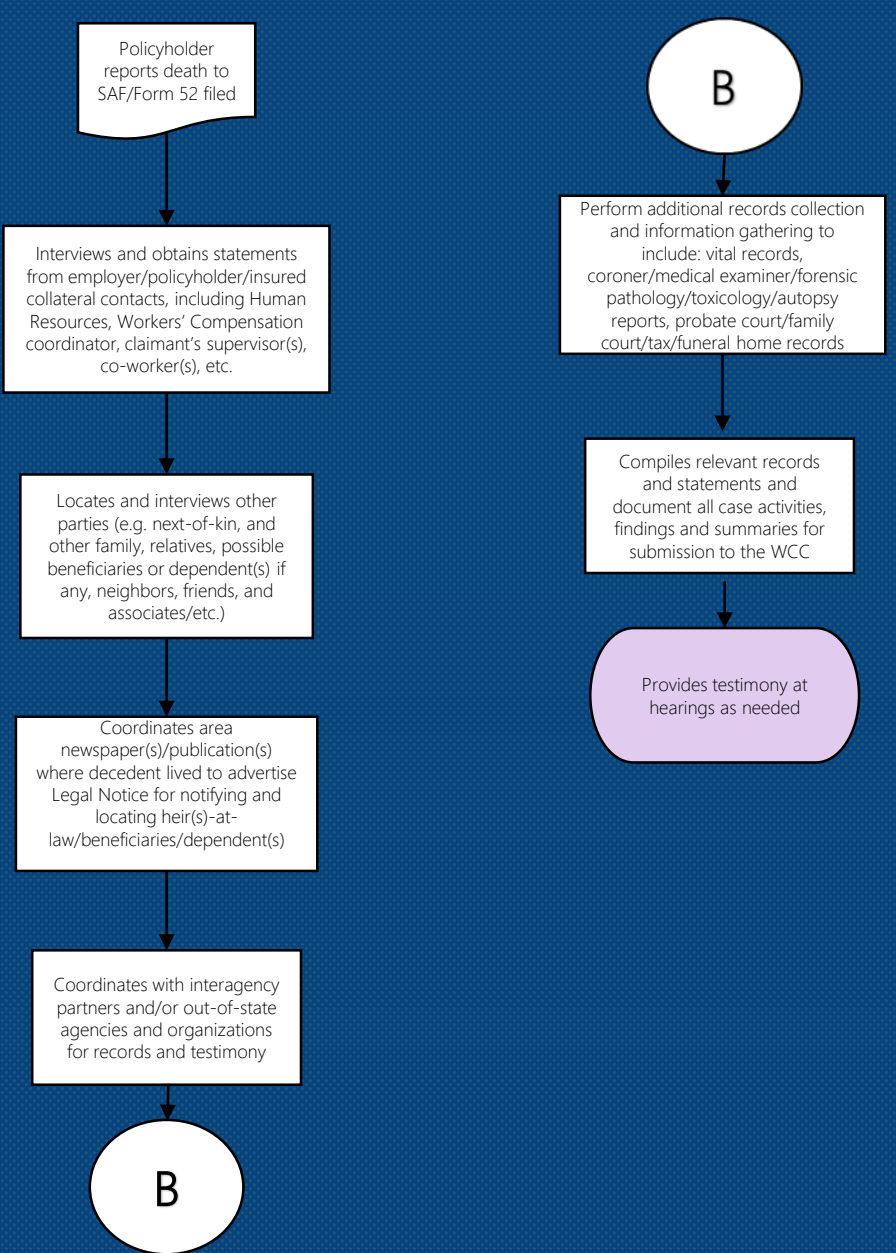 Policyholder
reports death to
SAF/Form 52 filed
Interviews and obtains statements
from employer/policyholder/insured
collateral contacts, including Human
Resources, Workers’ Compensation
coordinator, claimant’s supervisor(s),
co-worker(s), etc.
Locates and interviews other
parties (e.g. next-of-kin, and
other family, relatives, possible
beneficiaries or dependent(s) if
any, neighbors, friends, and
associates/etc.)
Coordinates area
newspaper(s)/publication(s)
where decedent lived to advertise
Legal Notice for notifying and
locating heir(s)-at-
law/beneficiaries/dependent(s)
Coordinates with interagency
partners and/or out-of-state
agencies and organizations
for records and testimony
B
B
Perform additional records collection
and information gathering to
include: vital records,
coroner/medical examiner/forensic
pathology/toxicology/autopsy
reports, probate court/family
court/tax/funeral home records
Compiles relevant records
and statements and
document all case activities,
findings and summaries for
submission to the WCC
Provides testimony at
hearings as needed